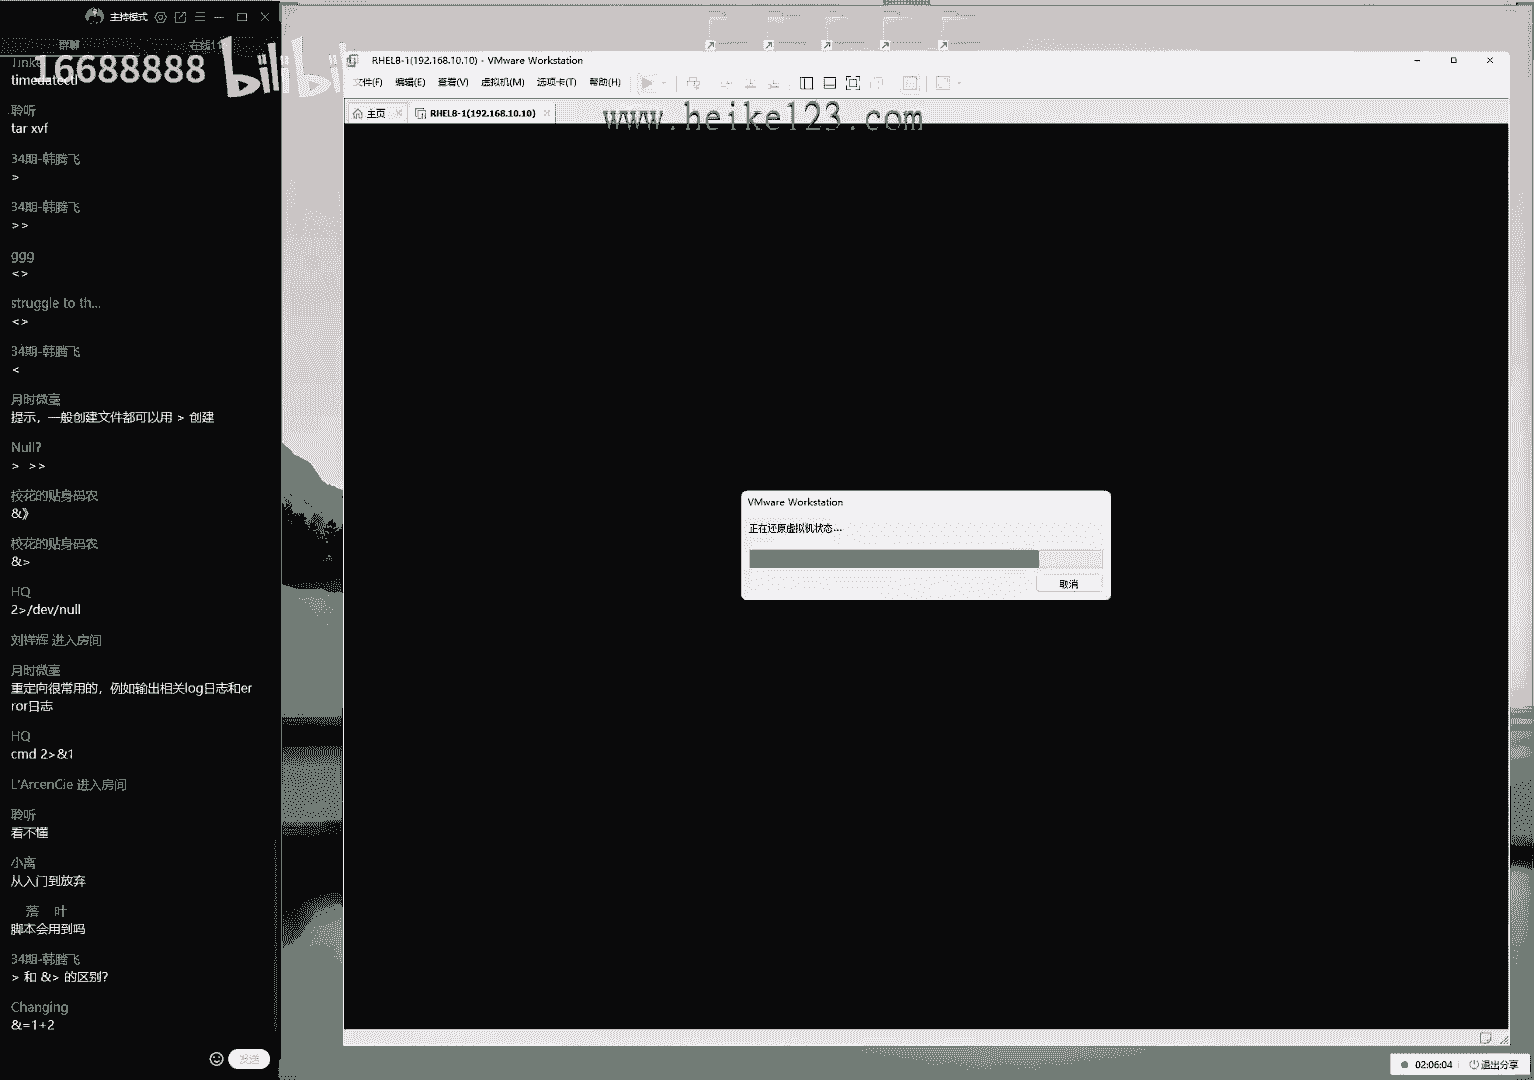 主持模式
群聊
在线1
16688888
bilibili
timedatectl
聆听
tar xvf
34期-韩腾飞
>
34期-韩腾飞
>>
ggg
<>
struggle to th...
<>
34期-韩腾飞
<
月时微毫
提示，一般创建文件都可以用 > 创建
Null?
> >>
校花的贴身码农
&》
校花的贴身码农
&>
HQ
2>/dev/null
刘梓辉 进入房间
月时微毫
重定向很常用的，例如输出相关log日志和er
ror日志
HQ
cmd 2>&1
L'ArcenCie 进入房间
聆听
看不懂
小离
从入门到放弃
落 叶
脚本会用到吗
34期-韩腾飞
> 和 &> 的区别？
Changing
&=1+2
发送
RHEL8-1(192.168.10.10) - VMware Workstation
文件(F) 编辑(E) 查看(V) 虚拟机(M) 选项卡(T) 帮助(H)
主页 RHEL8-1(192.168.10.10)
www.heike123.com
VMware Workstation
正在还原虚拟机状态...
取消
02:06:04 退出分享